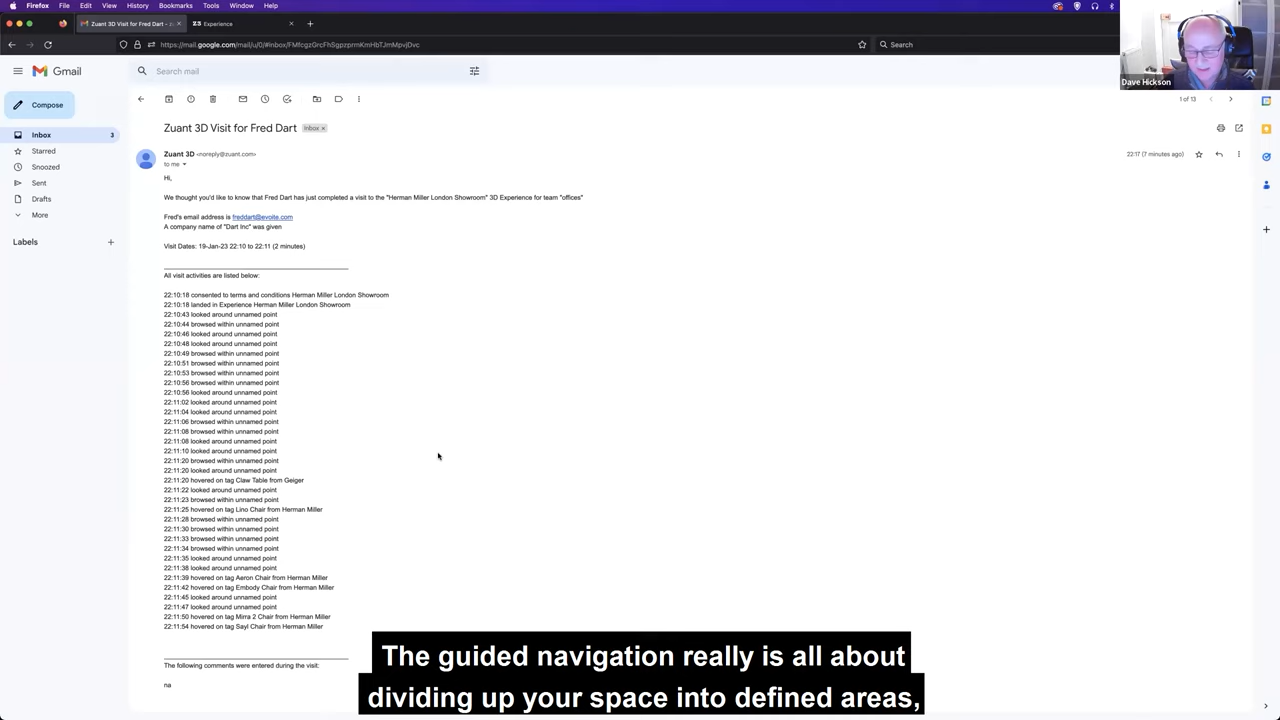 Firefox File Edit View History Bookmarks Tools Window Help
Zuant 3D Visit for Fred Dart - z
Experience
https://mail.google.com/mail/u/0/#inbox/FMfcgzGrcFhSgpzprmKmHbTJmMpvjDvc
Search
Dave Hickson
Gmail
Search mail
Compose
1 of 13
Inbox 3
Starred
Snoozed
Sent
Drafts
More
Labels
Zuant 3D Visit for Fred Dart Inbox x
Zuant 3D <noreply@zuant.com>
22:17 (7 minutes ago)
to me
Hi,
We thought you'd like to know that Fred Dart has just completed a visit to the "Herman Miller London Showroom" 3D Experience for team "offices"
Fred's email address is freddart@evoite.com
A company name of "Dart Inc" was given
Visit Dates: 19-Jan-23 22:10 to 22:11 (2 minutes)
All visit activities are listed below:
22:10:18 consented to terms and conditions Herman Miller London Showroom
22:10:18 landed in Experience Herman Miller London Showroom
22:10:43 looked around unnamed point
22:10:44 browsed within unnamed point
22:10:46 looked around unnamed point
22:10:48 looked around unnamed point
22:10:49 browsed within unnamed point
22:10:51 browsed within unnamed point
22:10:53 browsed within unnamed point
22:10:56 browsed within unnamed point
22:10:56 looked around unnamed point
22:11:02 looked around unnamed point
22:11:04 looked around unnamed point
22:11:06 browsed within unnamed point
22:11:08 browsed within unnamed point
22:11:08 looked around unnamed point
22:11:10 looked around unnamed point
22:11:20 browsed within unnamed point
22:11:20 looked around unnamed point
22:11:20 hovered on tag Claw Table from Geiger
22:11:22 looked around unnamed point
22:11:23 browsed within unnamed point
22:11:25 hovered on tag Lino Chair from Herman Miller
22:11:28 browsed within unnamed point
22:11:30 browsed within unnamed point
22:11:33 browsed within unnamed point
22:11:34 browsed within unnamed point
22:11:35 looked around unnamed point
22:11:38 looked around unnamed point
22:11:39 hovered on tag Aeron Chair from Herman Miller
22:11:42 hovered on tag Embody Chair from Herman Miller
22:11:45 looked around unnamed point
22:11:47 looked around unnamed point
22:11:50 hovered on tag Mirra 2 Chair from Herman Miller
22:11:54 hovered on tag Sayl Chair from Herman Miller
The following comments were entered during the visit:
na
The guided navigation really is all about
dividing up your space into defined areas,